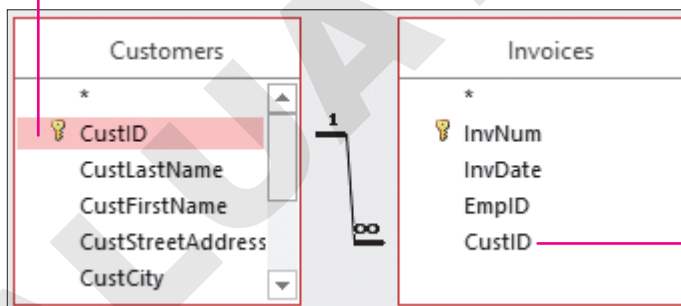 Customers
*
CustID
CustLastName
CustFirstName
CustStreetAddress
CustCity
1
∞
Invoices
*
InvNum
InvDate
EmpID
CustID